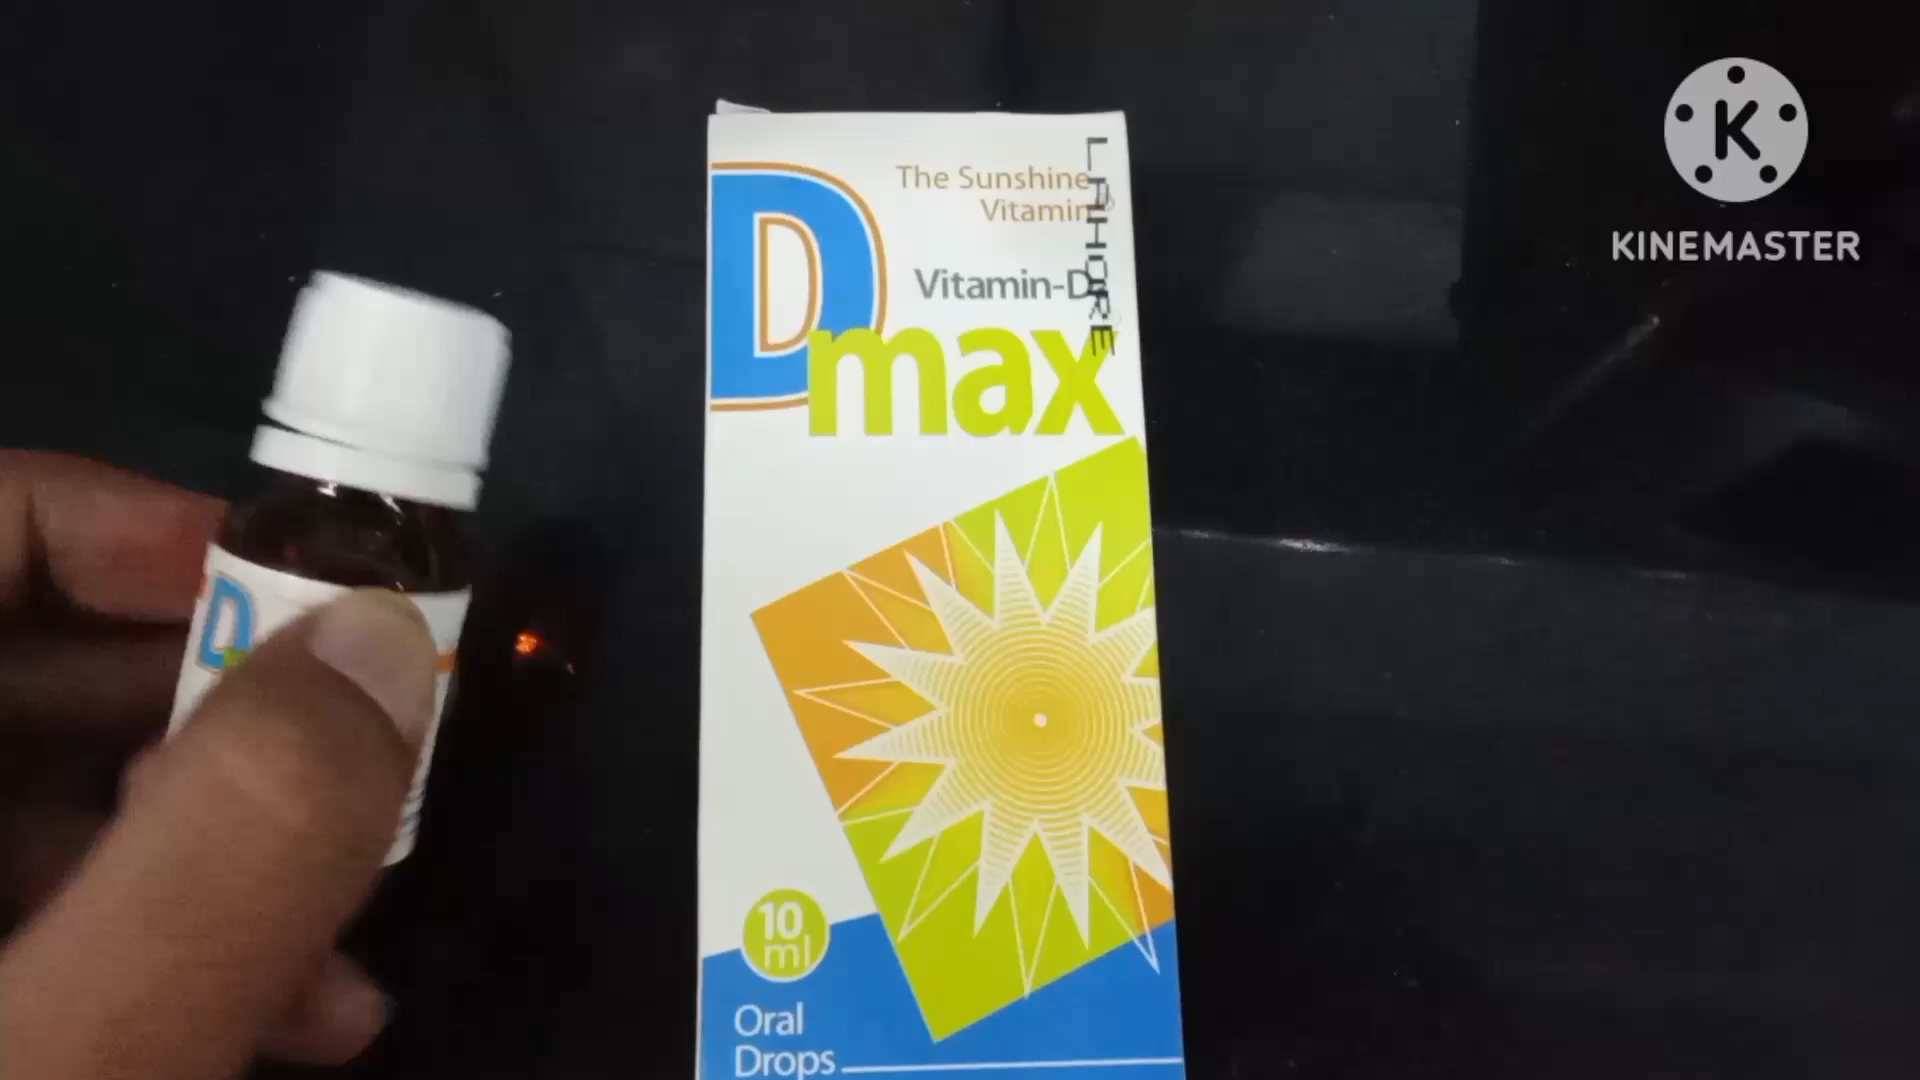 The Sunshine
Vitamin
Vitamin-D
D
max
LAHORE
10
ml
Oral
Drops
D
K
KINEMASTER